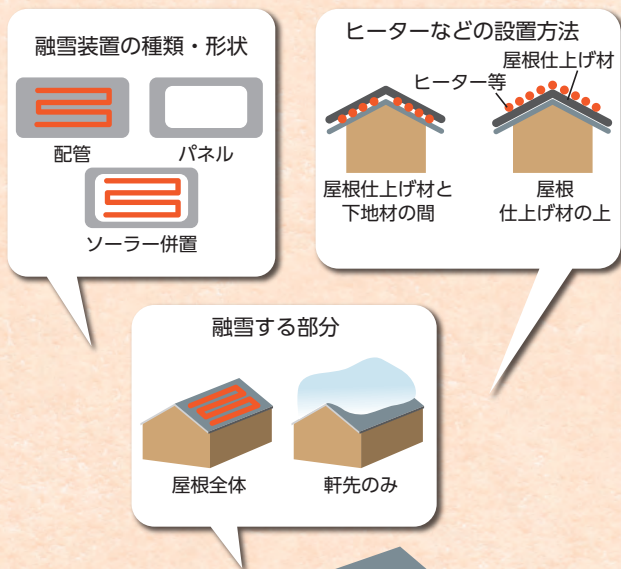 融雪装置の種類・形状
配管
パネル
ソーラー併置
ヒーターなどの設置方法
屋根仕上げ材
ヒーター等
屋根仕上げ材と
下地材の間
屋根
仕上げ材の上
融雪する部分
屋根全体
軒先のみ